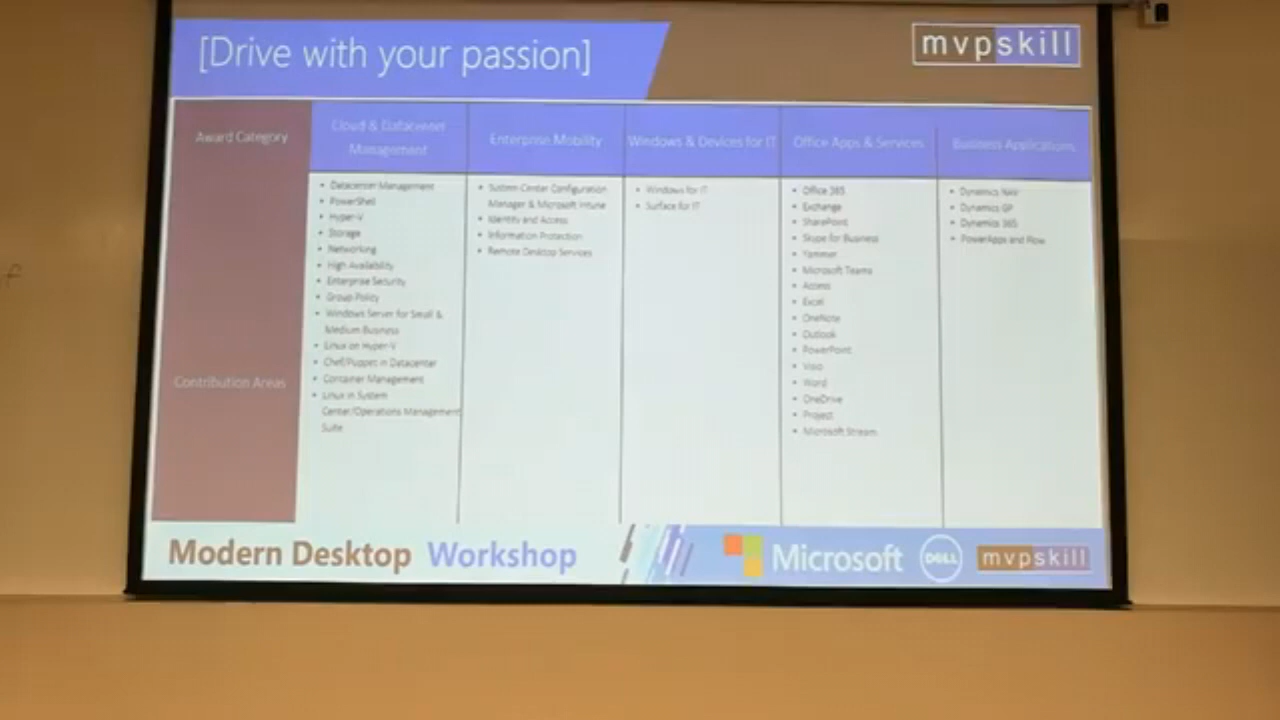 [Drive with your passion]
mvpskill
Award Category
Cloud & Datacenter
Management
Enterprise Mobility
Windows & Devices for IT
Office Apps & Services
Business Applications
Contribution Areas
• Datacenter Management
• PowerShell
• Hyper-V
• Storage
• Networking
• High Availability
• Enterprise Security
• Group Policy
• Windows Server for Small &
Medium Business
• Linux on Hyper-V
• Chef/Puppet in Datacenter
• Container Management
• Linux in System
Center/Operations Management
Suite
• System Center Configuration
Manager & Microsoft Intune
• Identity and Access
• Information Protection
• Remote Desktop Services
• Windows for IT
• Surface for IT
• Office 365
• Exchange
• SharePoint
• Skype for Business
• Yammer
• Microsoft Teams
• Access
• Excel
• OneNote
• Outlook
• PowerPoint
• Visio
• Word
• OneDrive
• Project
• Microsoft Stream
• Dynamics NAV
• Dynamics GP
• Dynamics 365
• PowerApps and Flow
Modern Desktop Workshop
Microsoft
DELL
mvpskill